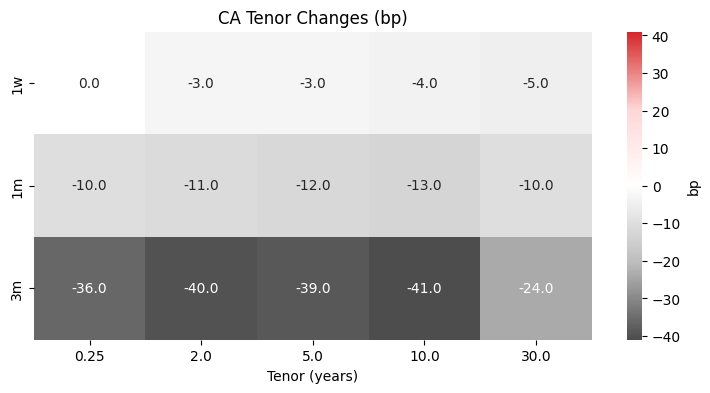 CA Tenor Changes (bp)
1w 0.0 -3.0 -3.0 -4.0 -5.0
1m -10.0 -11.0 -12.0 -13.0 -10.0
3m -36.0 -40.0 -39.0 -41.0 -24.0
0.25 2.0 5.0 10.0 30.0
Tenor (years)
40
30
20
10
0
−10
−20
−30
−40
bp